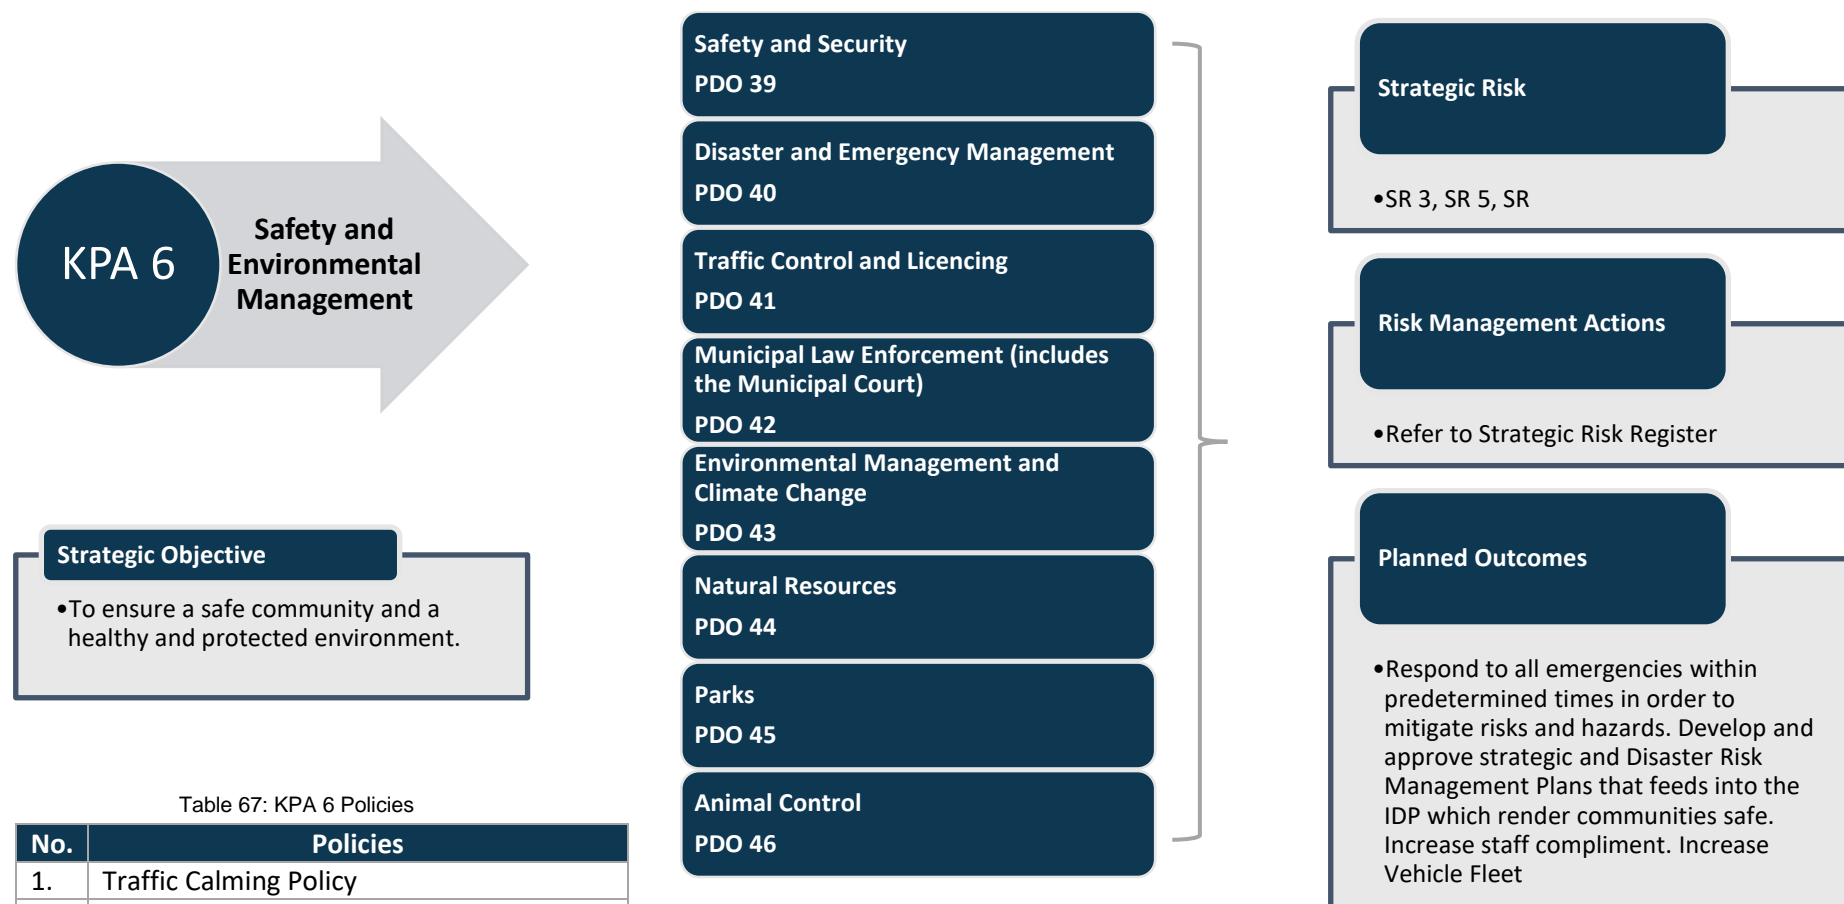 KPA 6
Safety and
Environmental
Management
Strategic Objective
•To ensure a safe community and a
healthy and protected environment.
Table 67: KPA 6 Policies
No. Policies
1. Traffic Calming Policy
Safety and Security
PDO 39
Disaster and Emergency Management
PDO 40
Traffic Control and Licencing
PDO 41
Municipal Law Enforcement (includes
the Municipal Court)
PDO 42
Environmental Management and
Climate Change
PDO 43
Natural Resources
PDO 44
Parks
PDO 45
Animal Control
PDO 46
Strategic Risk
•SR 3, SR 5, SR
Risk Management Actions
•Refer to Strategic Risk Register
Planned Outcomes
•Respond to all emergencies within
predetermined times in order to
mitigate risks and hazards. Develop and
approve strategic and Disaster Risk
Management Plans that feeds into the
IDP which render communities safe.
Increase staff compliment. Increase
Vehicle Fleet